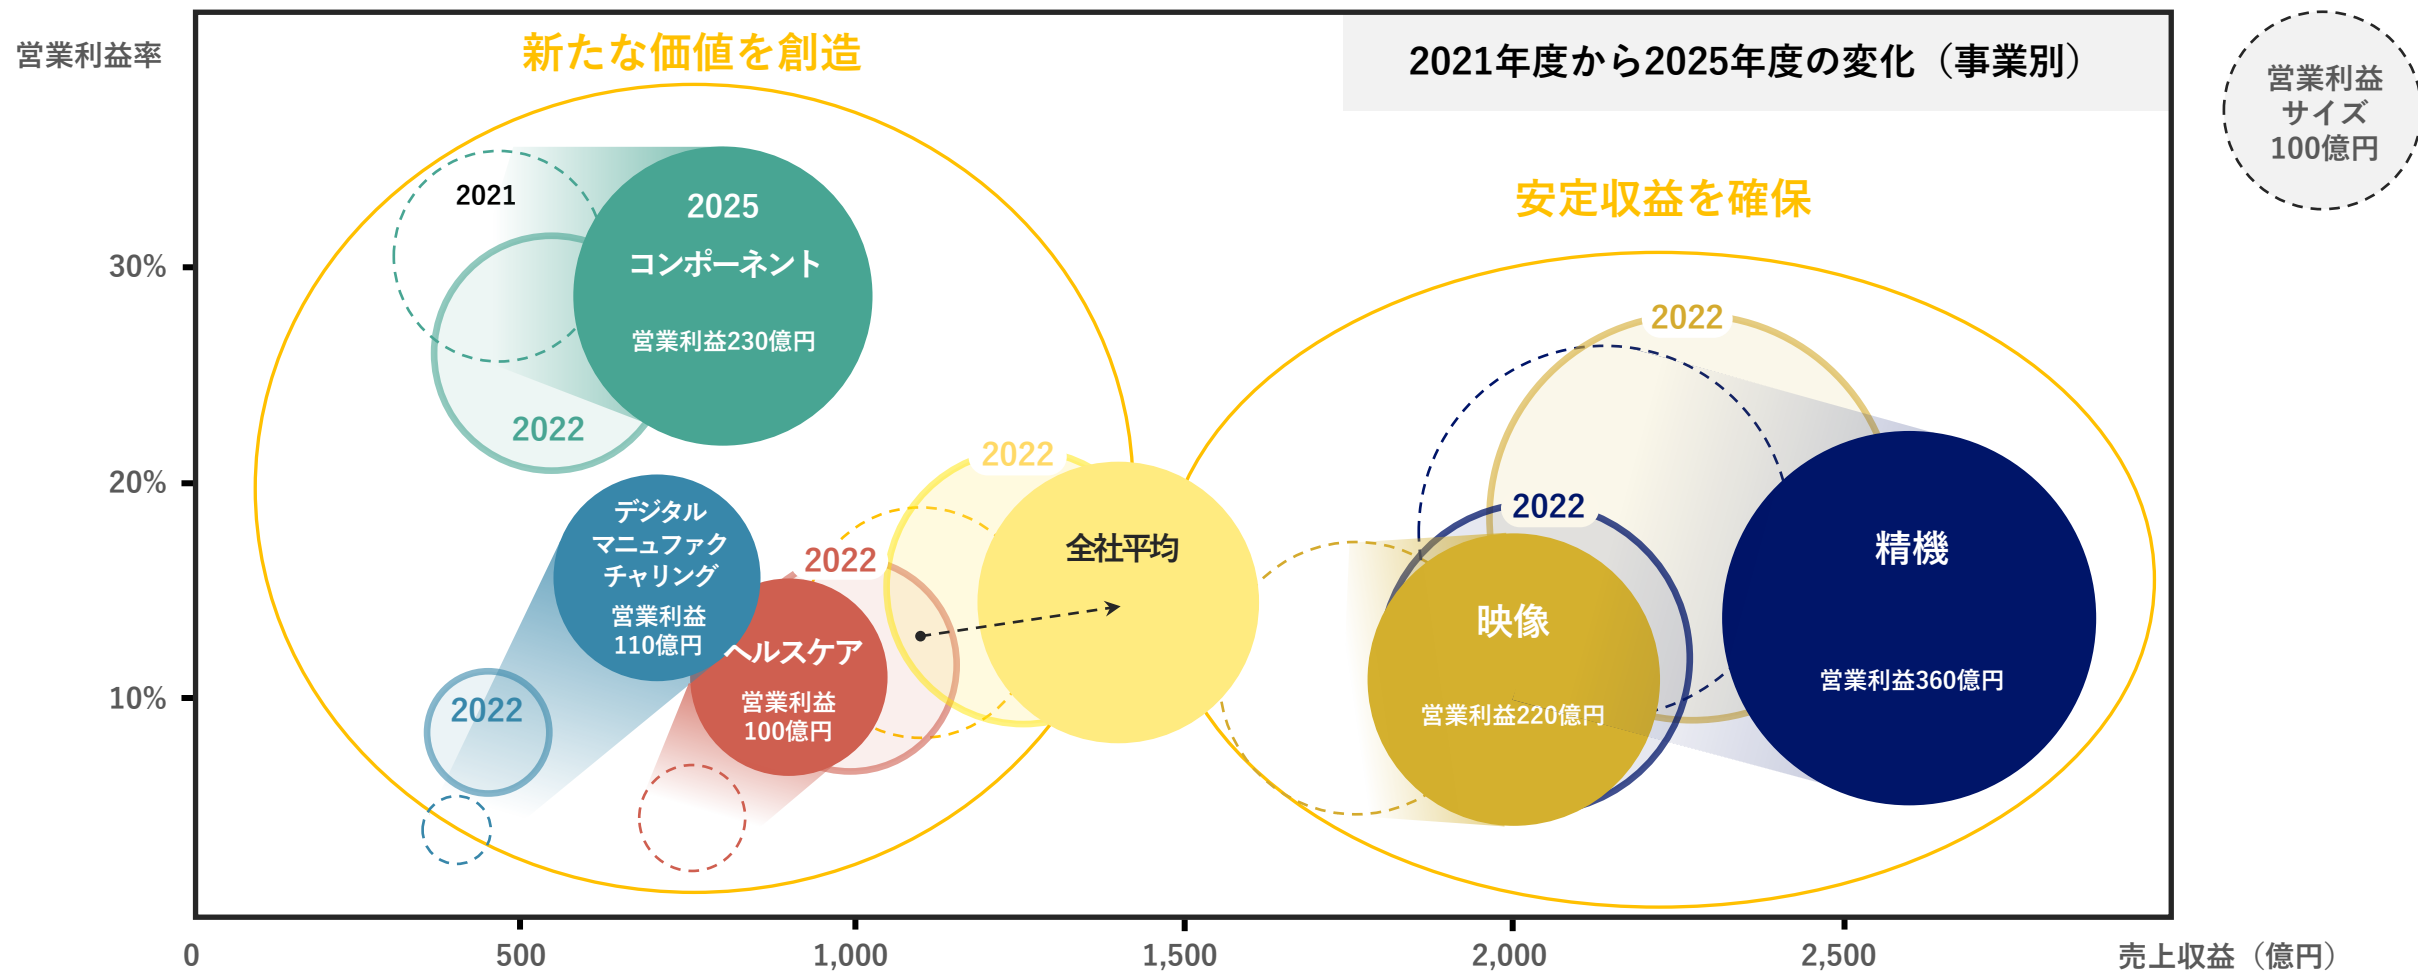 営業利益率
新たな価値を創造
2021年度から2025年度の変化（事業別）
営業利益
サイズ
100億円
安定収益を確保
2021
2025
コンポーネント
営業利益230億円
2022
30%
20%
10%
デジタル
マニュファク
チャリング
営業利益
110億円
2022
2022
ヘルスケア
営業利益
100億円
2022
全社平均
2022
2022
映像
営業利益220億円
精機
営業利益360億円
0
500
1,000
1,500
2,000
2,500
売上収益（億円）